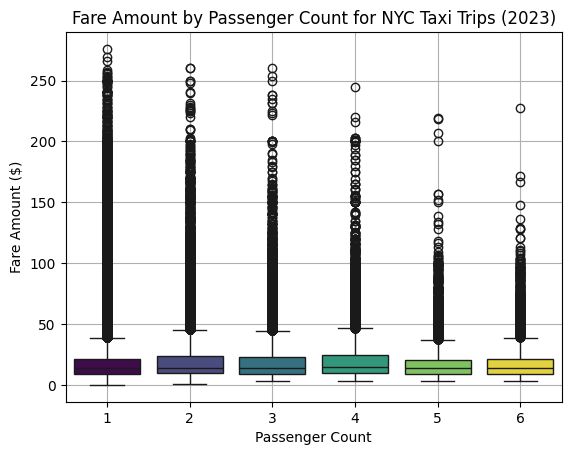 Fare Amount by Passenger Count for NYC Taxi Trips (2023)
250
200
150
100
50
0
Fare Amount ($)
1 2 3 4 5 6
Passenger Count